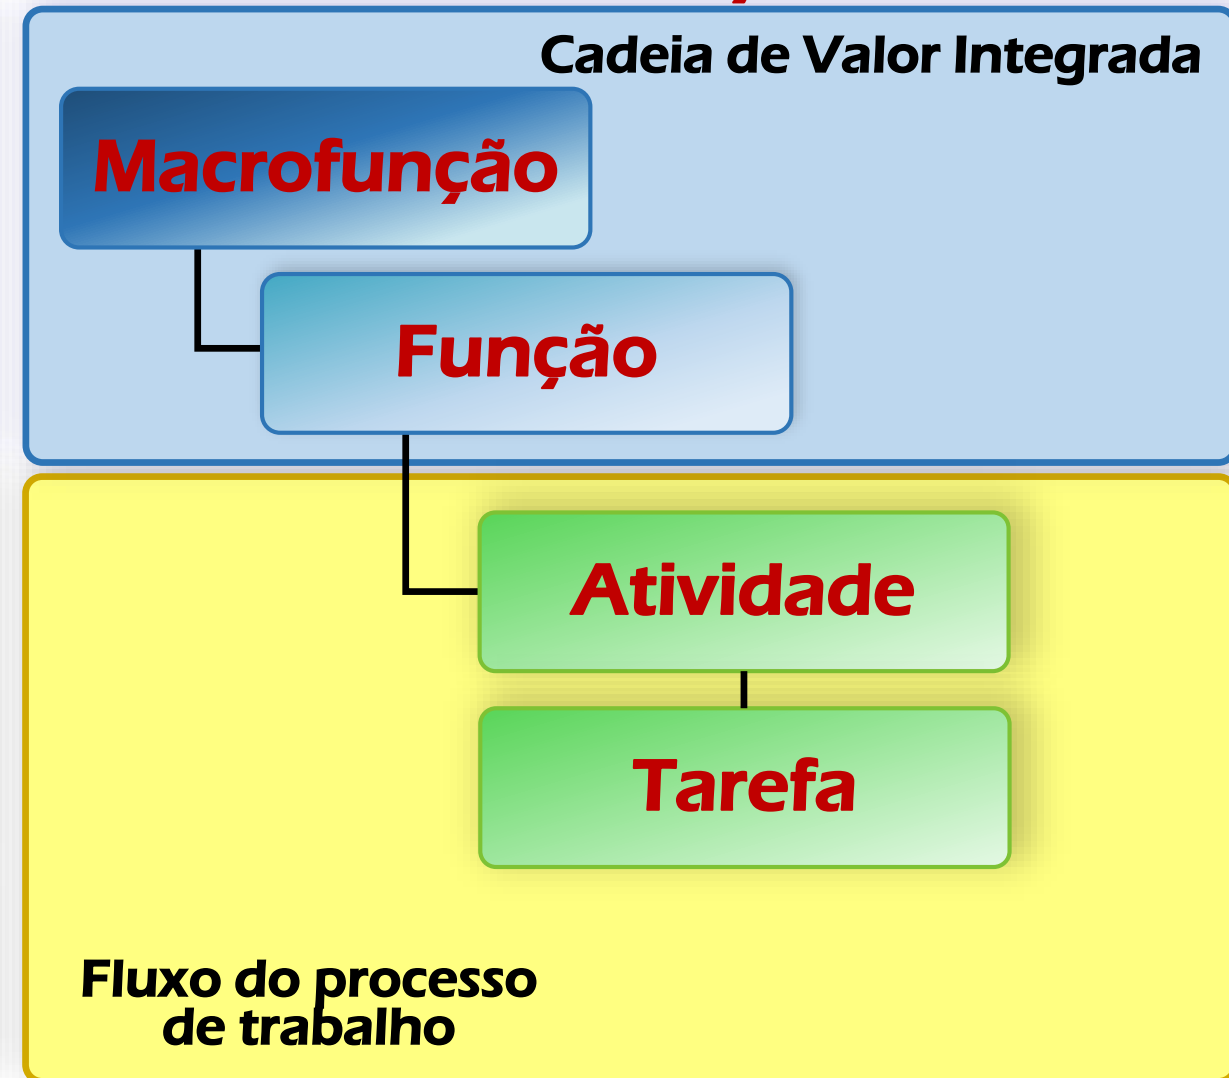 Cadeia de Valor Integrada
Macrofunção
Função
Atividade
Tarefa
Fluxo do processo
de trabalho